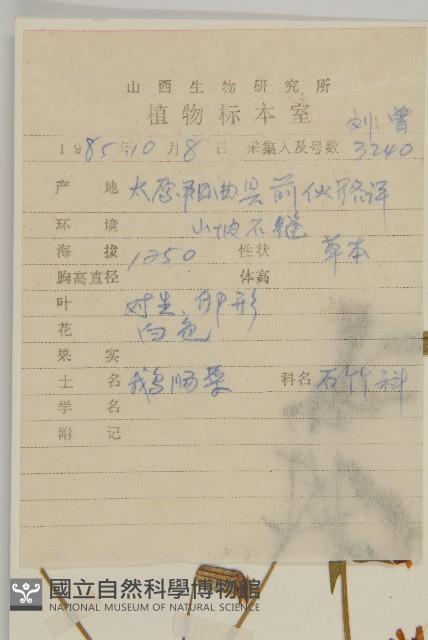 山西生物研究所
植物标本室
刘、曾
1985年10月8日 采集人及号数 3240
产地 太原阳曲县前伙路洋
环境 山坡石缝
海拔 1250 性状 草本
胸高直径 体高
叶 对生、卵形
花 白色
果实
土名 鹅肠菜 科名 石竹科
学名
附记
國立自然科學博物館
NATIONAL MUSEUM OF NATURAL SCIENCE